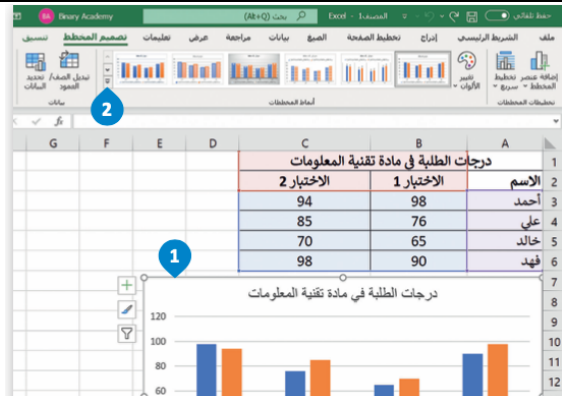 حفظ تلقائي
المصنف1 - Excel
بحث (Alt+Q)
Binary Academy
BA
ملف
الشريط الرئيسي
إدراج
تخطيط الصفحة
الصيغ
بيانات
مراجعة
عرض
تعليمات
تصميم المخطط
تنسيق
إضافة عنصر المخطط
تخطيط سريع
تغيير الألوان
تبديل الصف/ العمود
تحديد البيانات
تخطيطات المخططات
أنماط المخططات
بيانات
2
fx
A B C D E F G
1 درجات الطلبة في مادة تقنية المعلومات
2 الاسم الاختبار 1 الاختبار 2
3 أحمد 98 94
4 علي 76 85
5 خالد 65 70
6 فهد 90 98
1
7
8
9
10
11
12
درجات الطلبة في مادة تقنية المعلومات
120
100
80
60